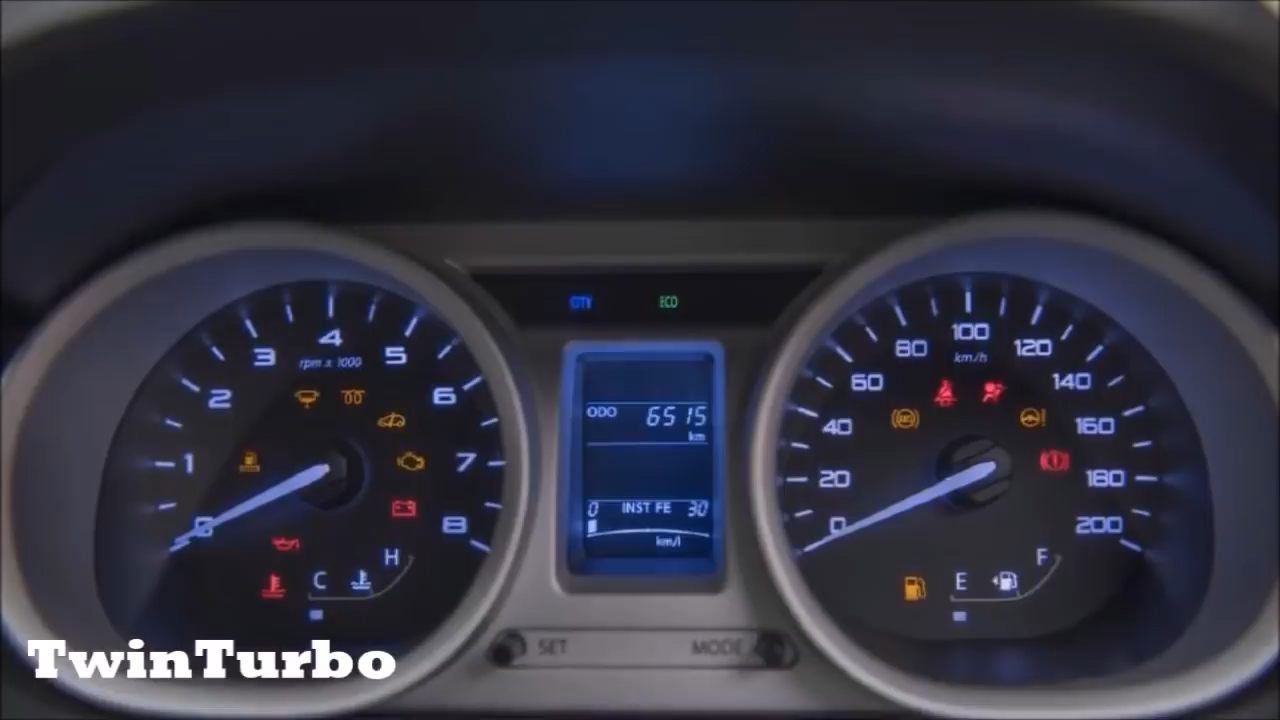 CITY ECO
0 1 2 3 4 5 6 7 8
rpm x 1000
C H
ODO 6515
km
0 INST FE 30
km/l
0 20 40 60 80 100 120 140 160 180 200
km/h
ABS
E F
SET MODE
TwinTurbo